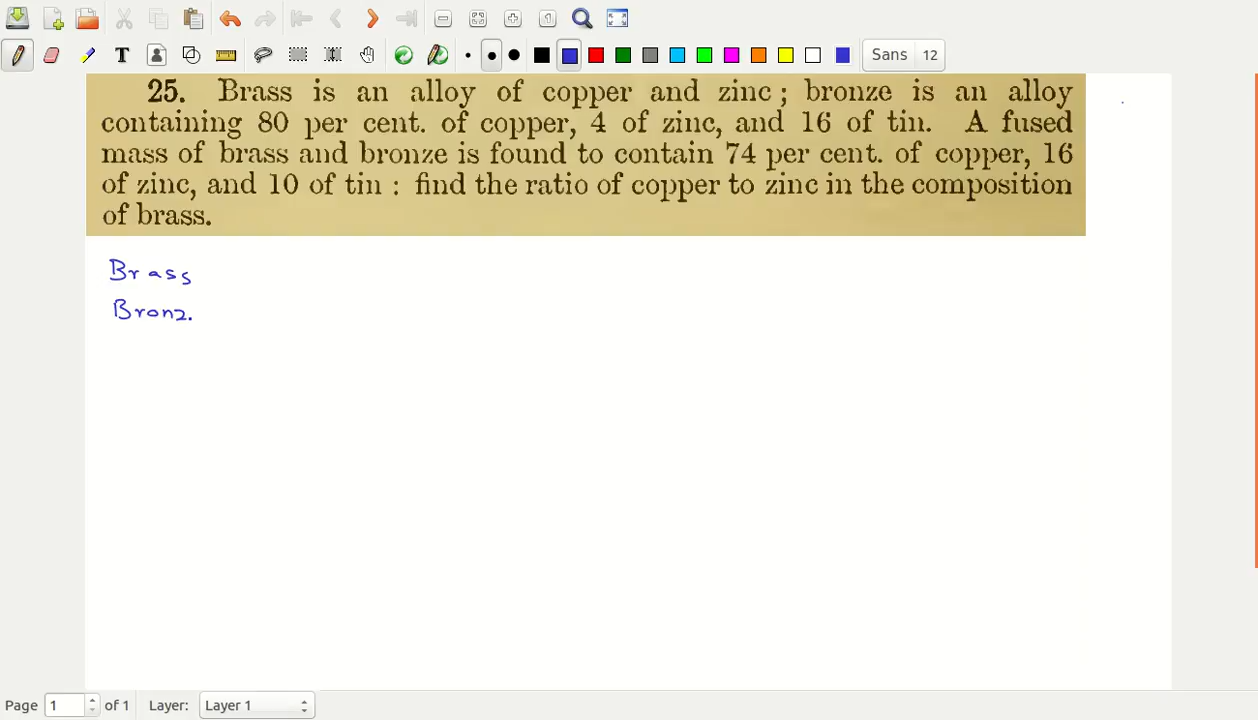 Sans 12
25. Brass is an alloy of copper and zinc; bronze is an alloy
containing 80 per cent. of copper, 4 of zinc, and 16 of tin. A fused
mass of brass and bronze is found to contain 74 per cent. of copper, 16
of zinc, and 10 of tin : find the ratio of copper to zinc in the composition
of brass.
Brass
Bronz.
Page 1 of 1 Layer: Layer 1